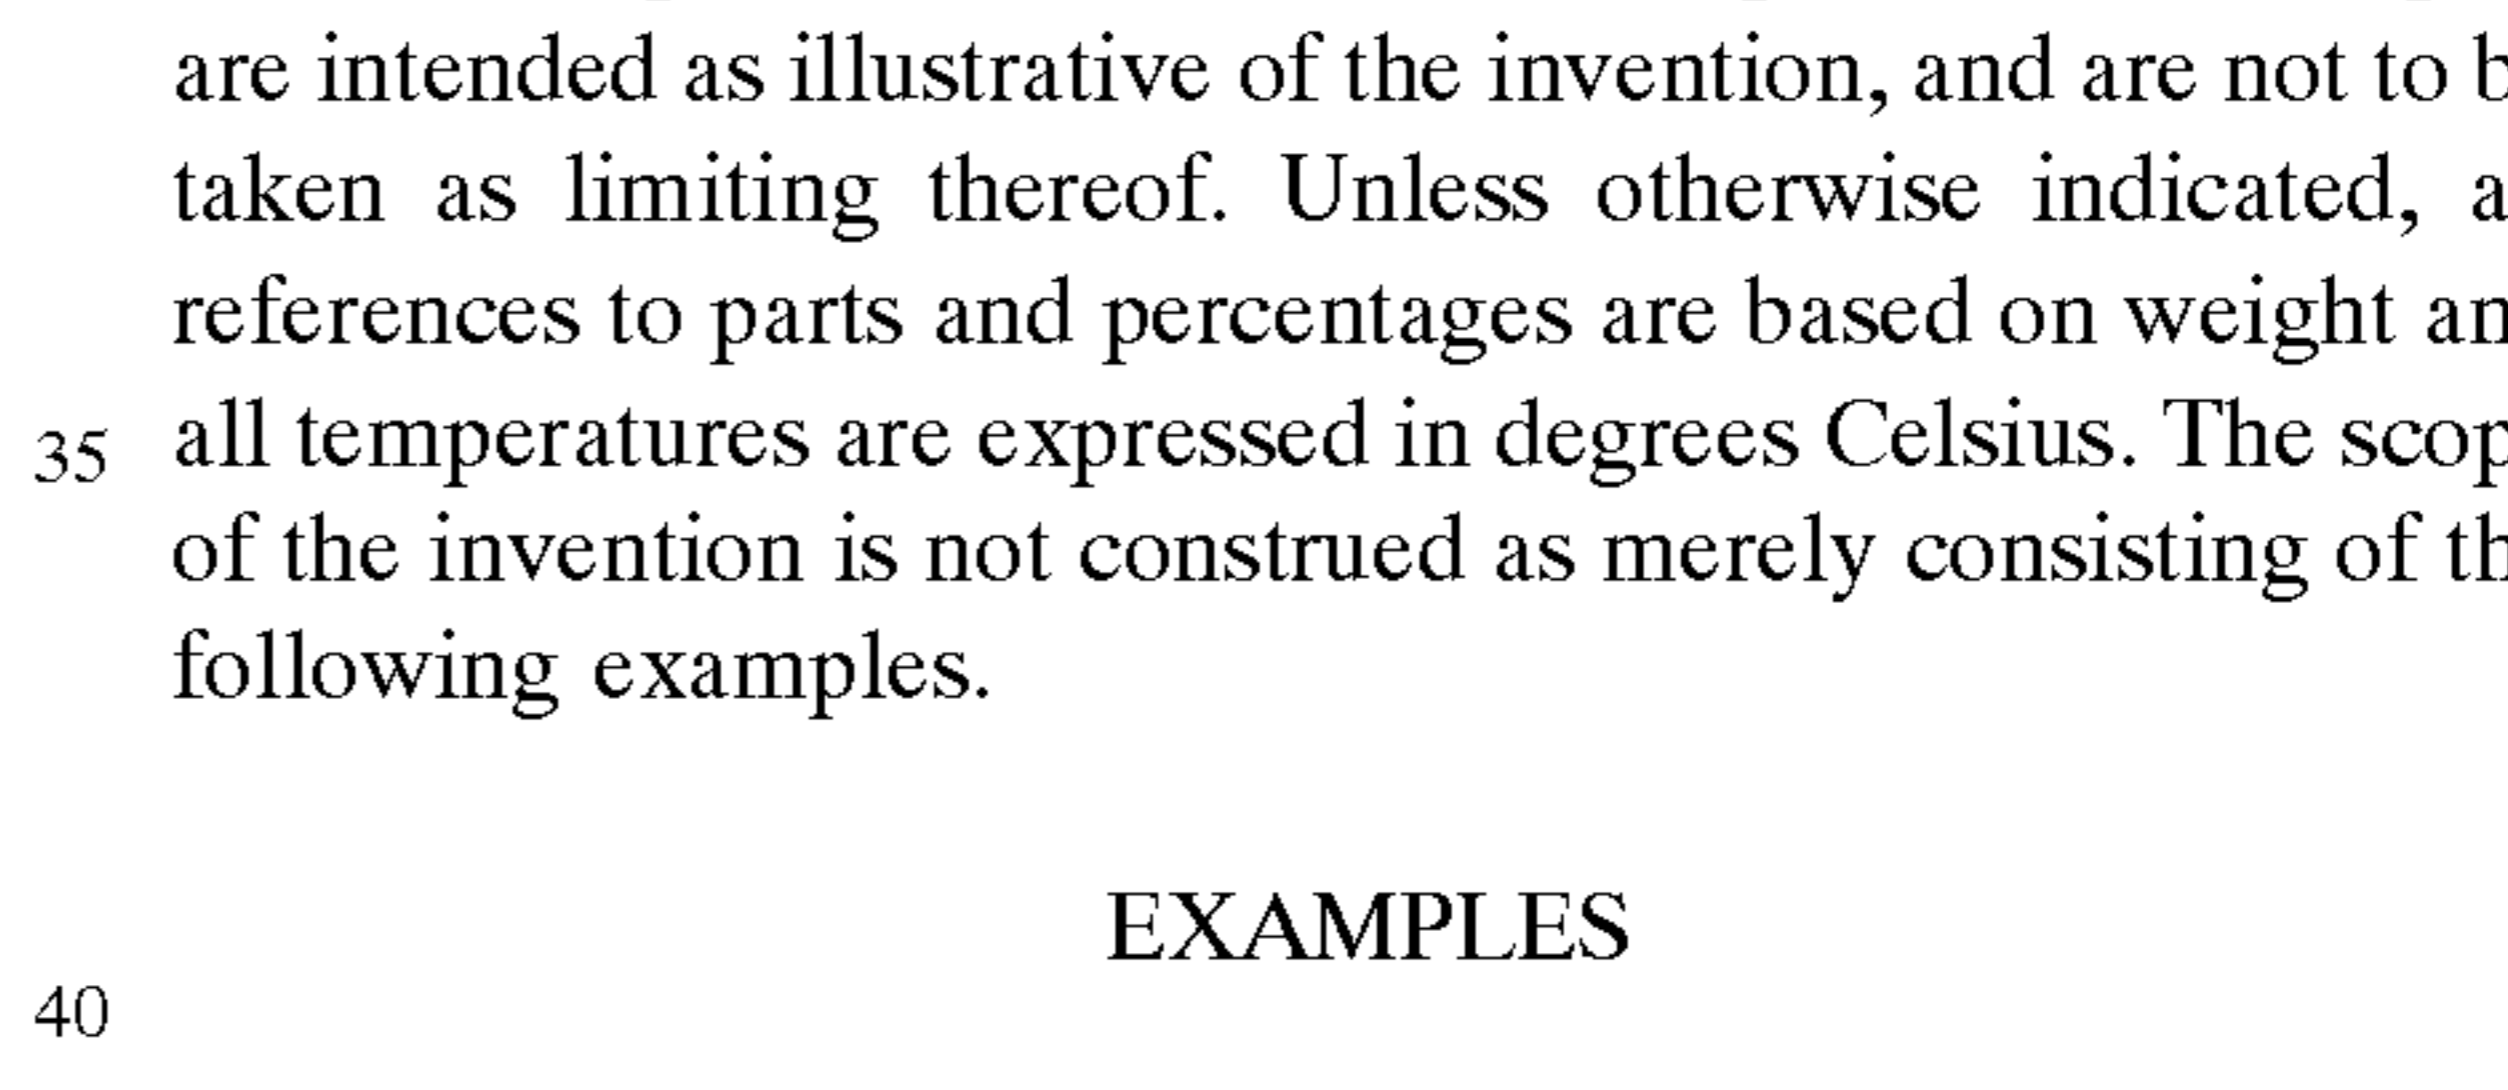 are intended as illustrative of the invention, and are not to b
taken as limiting thereof. Unless otherwise indicated, a
references to parts and percentages are based on weight an
35 all temperatures are expressed in degrees Celsius. The scop
of the invention is not construed as merely consisting of th
following examples.
EXAMPLES
40